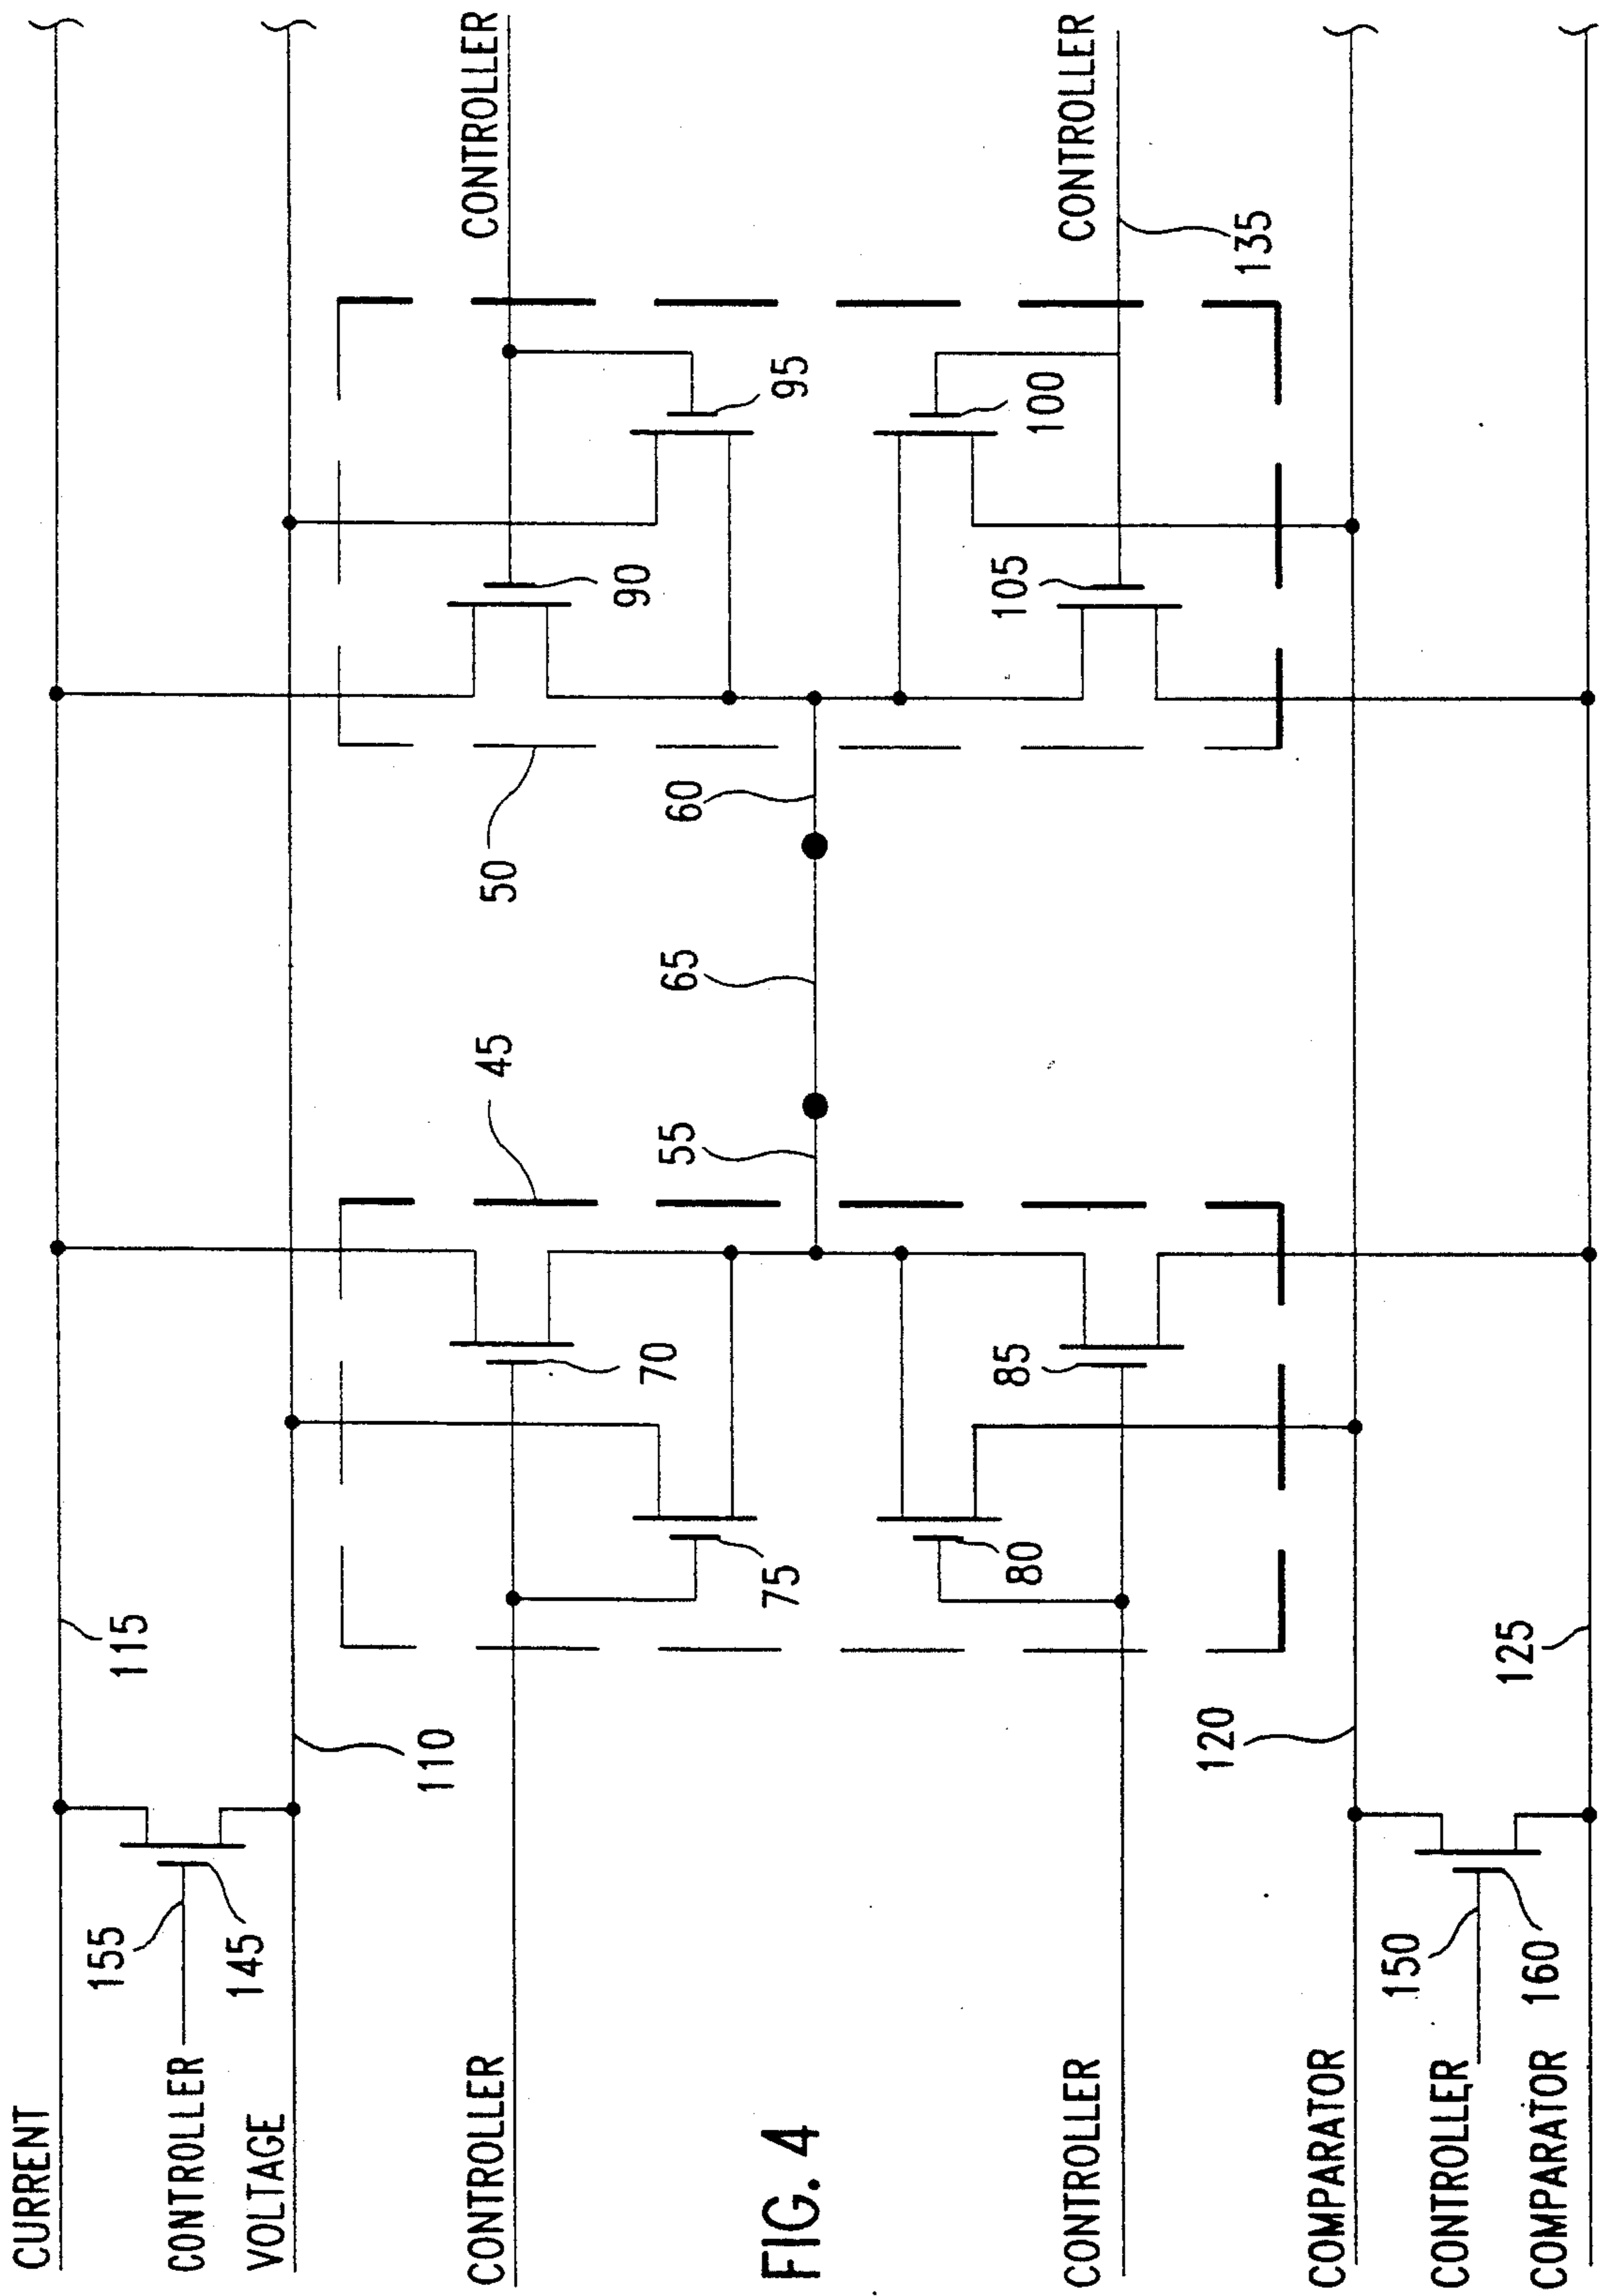 CURRENT
155
115
CONTROLLER
145
VOLTAGE
110
CONTROLLER
45
50
CONTROLLER
70
55
65
60
90
FIG. 4
75
95
85
105
80
100
CONTROLLER
CONTROLLER
120
135
COMPARATOR
150
CONTROLLER
125
160
COMPARATOR